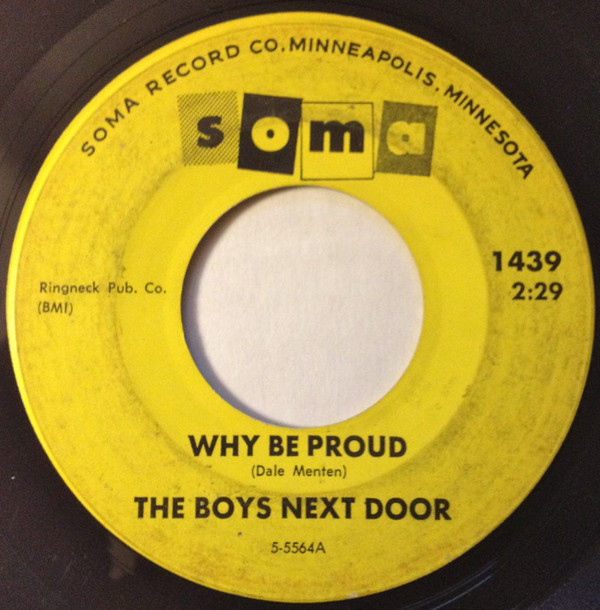 SOMA RECORD CO. MINNEAPOLIS, MINNESOTA
soma
1439
2:29
Ringneck Pub. Co.
(BMI)
WHY BE PROUD
(Dale Menten)
THE BOYS NEXT DOOR
5-5564A